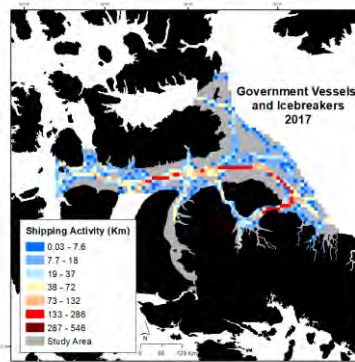 Government Vessels
and Icebreakers
2017
Shipping Activity (Km)
0.03 - 7.6
7.7 - 18
19 - 37
38 - 72
73 - 132
133 - 286
287 - 546
Study Area
N